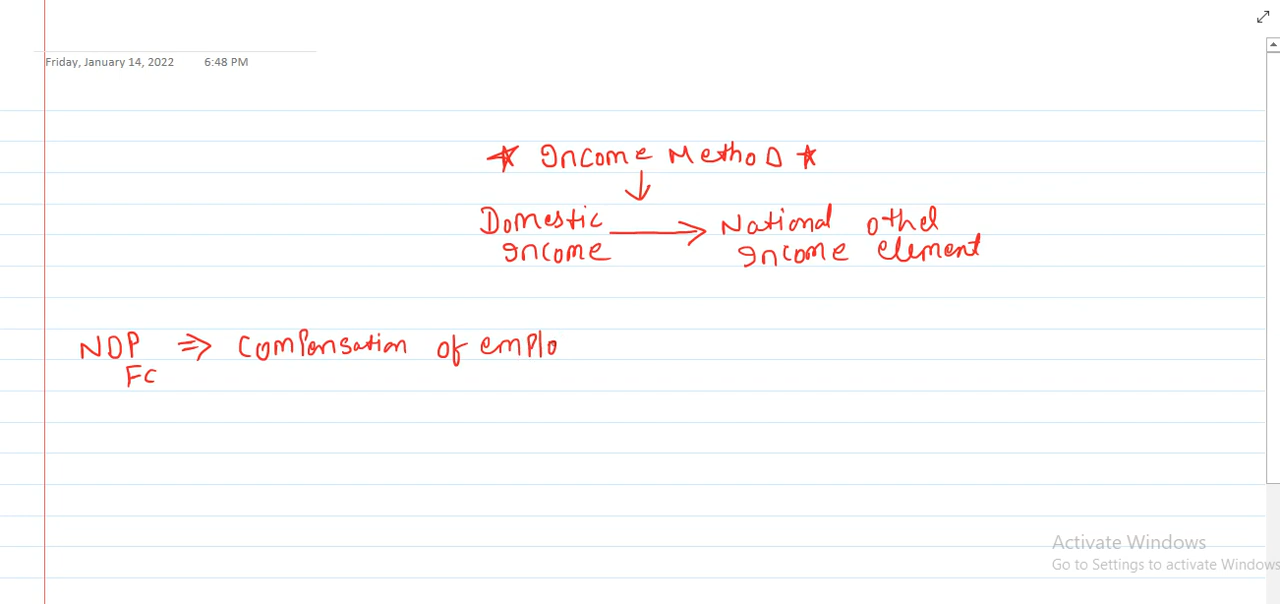 Friday, January 14, 2022 6:48 PM
★ Income Method ★
↓
Domestic → National other
Income Income element
NDP ⇒ Compensation of emplo
FC
Activate Windows
Go to Settings to activate Windows